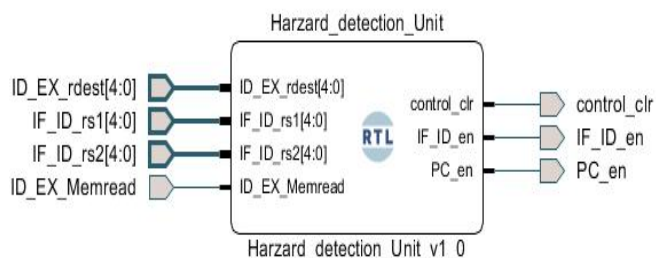 Harzard_detection_Unit
ID_EX_rdest[4:0]
IF_ID_rs1[4:0]
IF_ID_rs2[4:0]
ID_EX_Memread
ID_EX_rdest[4:0]
IF_ID_rs1[4:0]
IF_ID_rs2[4:0]
ID_EX_Memread
RTL
control_clr
IF_ID_en
PC_en
control_clr
IF_ID_en
PC_en
Harzard_detection_Unit_v1_0